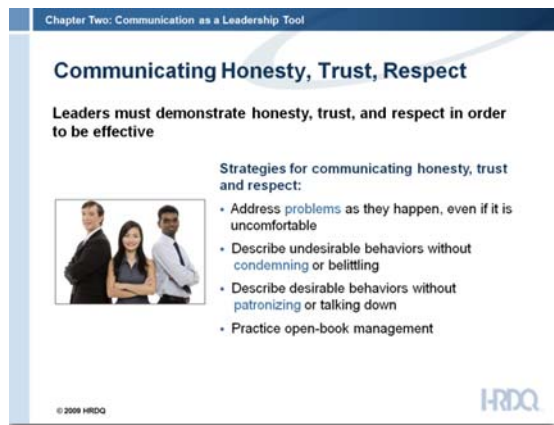 Chapter Two: Communication as a Leadership Tool
Communicating Honesty, Trust, Respect
Leaders must demonstrate honesty, trust, and respect in order
to be effective
Strategies for communicating honesty, trust
and respect:
• Address problems as they happen, even if it is
uncomfortable
• Describe undesirable behaviors without
condemning or belittling
• Describe desirable behaviors without
patronizing or talking down
• Practice open-book management
© 2009 HRDQ
HRDQ